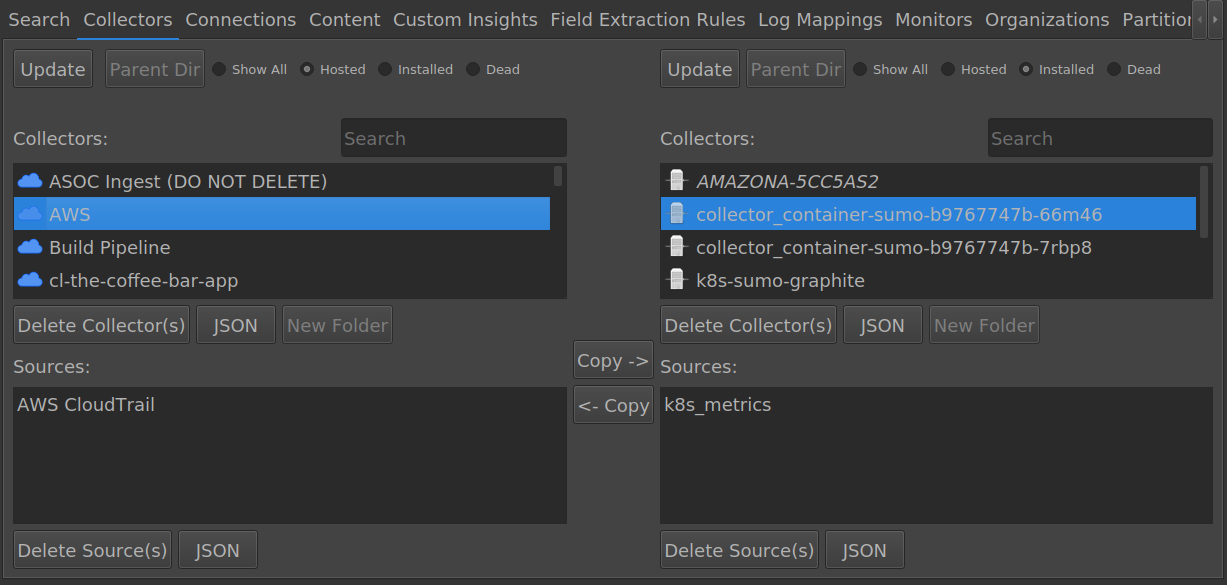 Search Collectors Connections Content Custom Insights Field Extraction Rules Log Mappings Monitors Organizations
Update Parent Dir Show All Hosted Installed Dead
Collectors: Search
ASOC Ingest (DO NOT DELETE)
AWS
Build Pipeline
cl-the-coffee-bar-app
Delete Collector(s) JSON New Folder
Sources:
AWS CloudTrail
Delete Source(s) JSON
Copy ->
<- Copy
Update Parent Dir Show All Hosted Installed Dead
Collectors: Search
AMAZONA-5CC5AS2
collector_container-sumo-b9767747b-66m46
collector_container-sumo-b9767747b-7rbp8
k8s-sumo-graphite
Delete Collector(s) JSON New Folder
Sources:
k8s_metrics
Delete Source(s) JSON